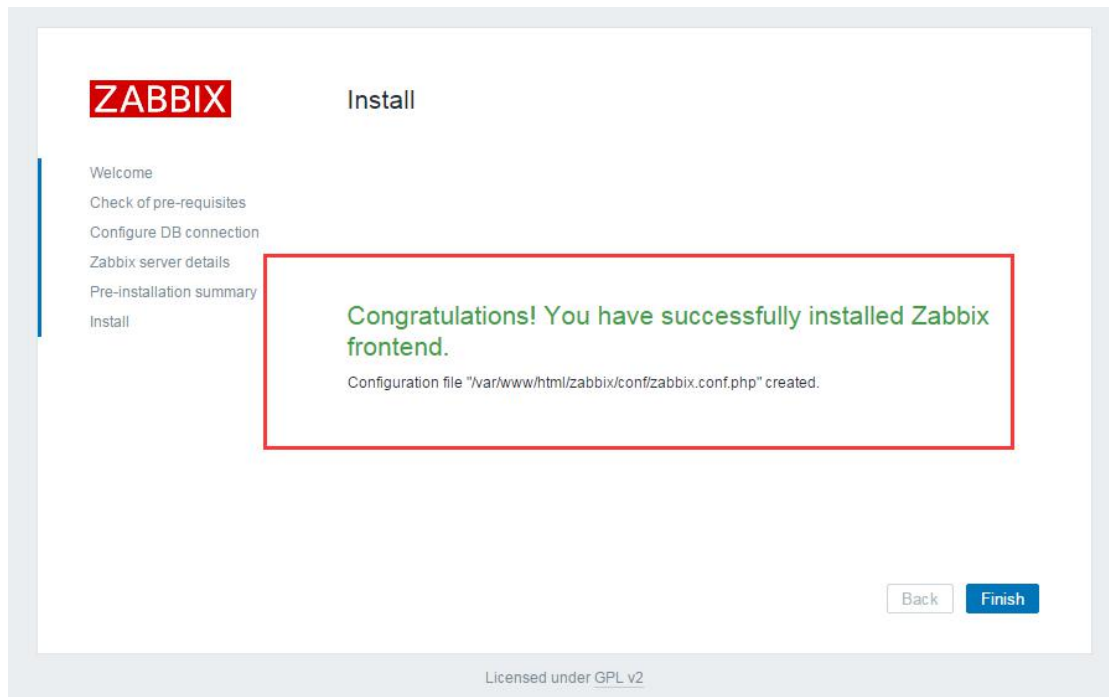 ZABBIX
Install
Welcome
Check of pre-requisites
Configure DB connection
Zabbix server details
Pre-installation summary
Install
Congratulations! You have successfully installed Zabbix
frontend.
Configuration file "/var/www/html/zabbix/conf/zabbix.conf.php" created.
Back
Finish
Licensed under GPL v2